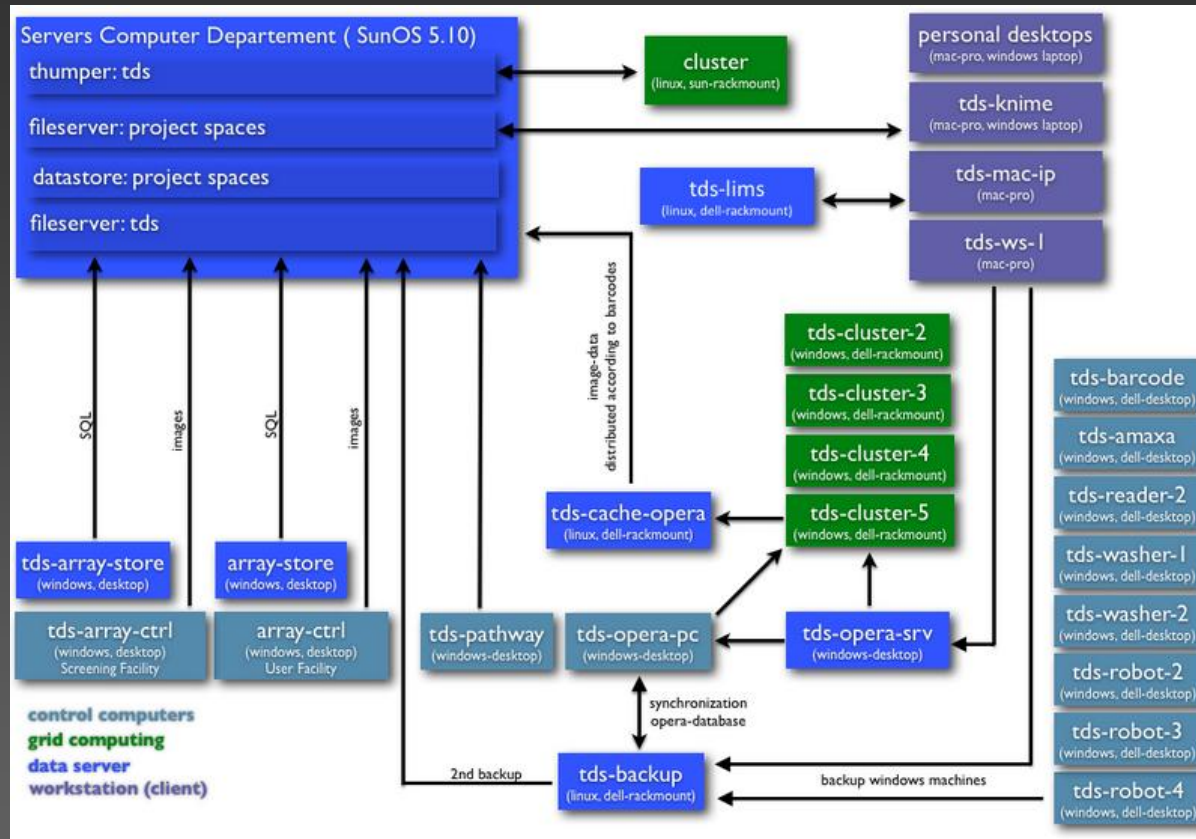 Servers Computer Departement ( SunOS 5.10)
thumper: tds
fileserver: project spaces
datastore: project spaces
fileserver: tds
cluster
(linux, sun-rackmount)
personal desktops
(mac-pro, windows laptop)
tds-knime
(mac-pro, windows laptop)
tds-mac-ip
(mac-pro)
tds-ws-1
(mac-pro)
tds-lims
(linux, dell-rackmount)
SQL
images
SQL
images
image-data
distributed according to barcodes
tds-cluster-2
(windows, dell-rackmount)
tds-cluster-3
(windows, dell-rackmount)
tds-cluster-4
(windows, dell-rackmount)
tds-cluster-5
(windows, dell-rackmount)
tds-barcode
(windows, dell-desktop)
tds-amaxa
(windows, dell-desktop)
tds-reader-2
(windows, dell-desktop)
tds-washer-1
(windows, dell-desktop)
tds-washer-2
(windows, dell-desktop)
tds-robot-2
(windows, dell-desktop)
tds-robot-3
(windows, dell-desktop)
tds-robot-4
(windows, dell-desktop)
tds-cache-opera
(linux, dell-rackmount)
tds-array-store
(windows, desktop)
array-store
(windows, desktop)
tds-array-ctrl
(windows, desktop)
Screening Facility
array-ctrl
(windows, desktop)
User Facility
tds-pathway
(windows-desktop)
tds-opera-pc
(windows-desktop)
tds-opera-srv
(windows-desktop)
synchronization
opera-database
control computers
grid computing
data server
workstation (client)
2nd backup
tds-backup
(linux, dell-rackmount)
backup windows machines